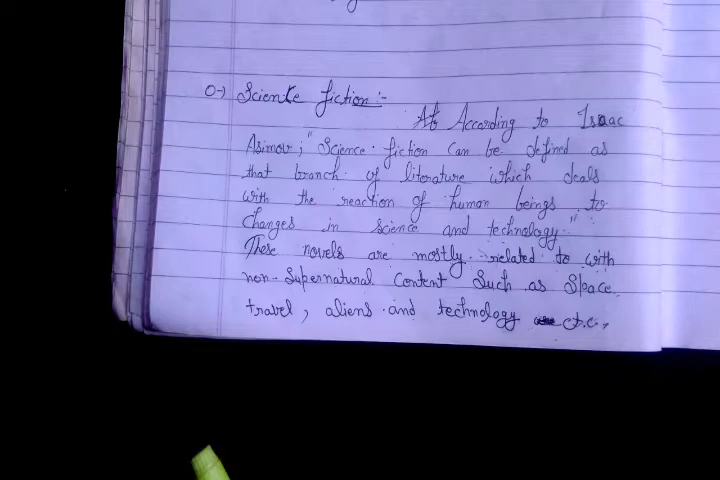 0→ Science fiction :-
At According to Isaac
Asimov ; "Science fiction can be defined as
that branch of literature which deals
with the reaction of human beings to
changes in science and technology."
These novels are mostly related to with
non-Supernatural content such as Space
travel, aliens and technology etc.